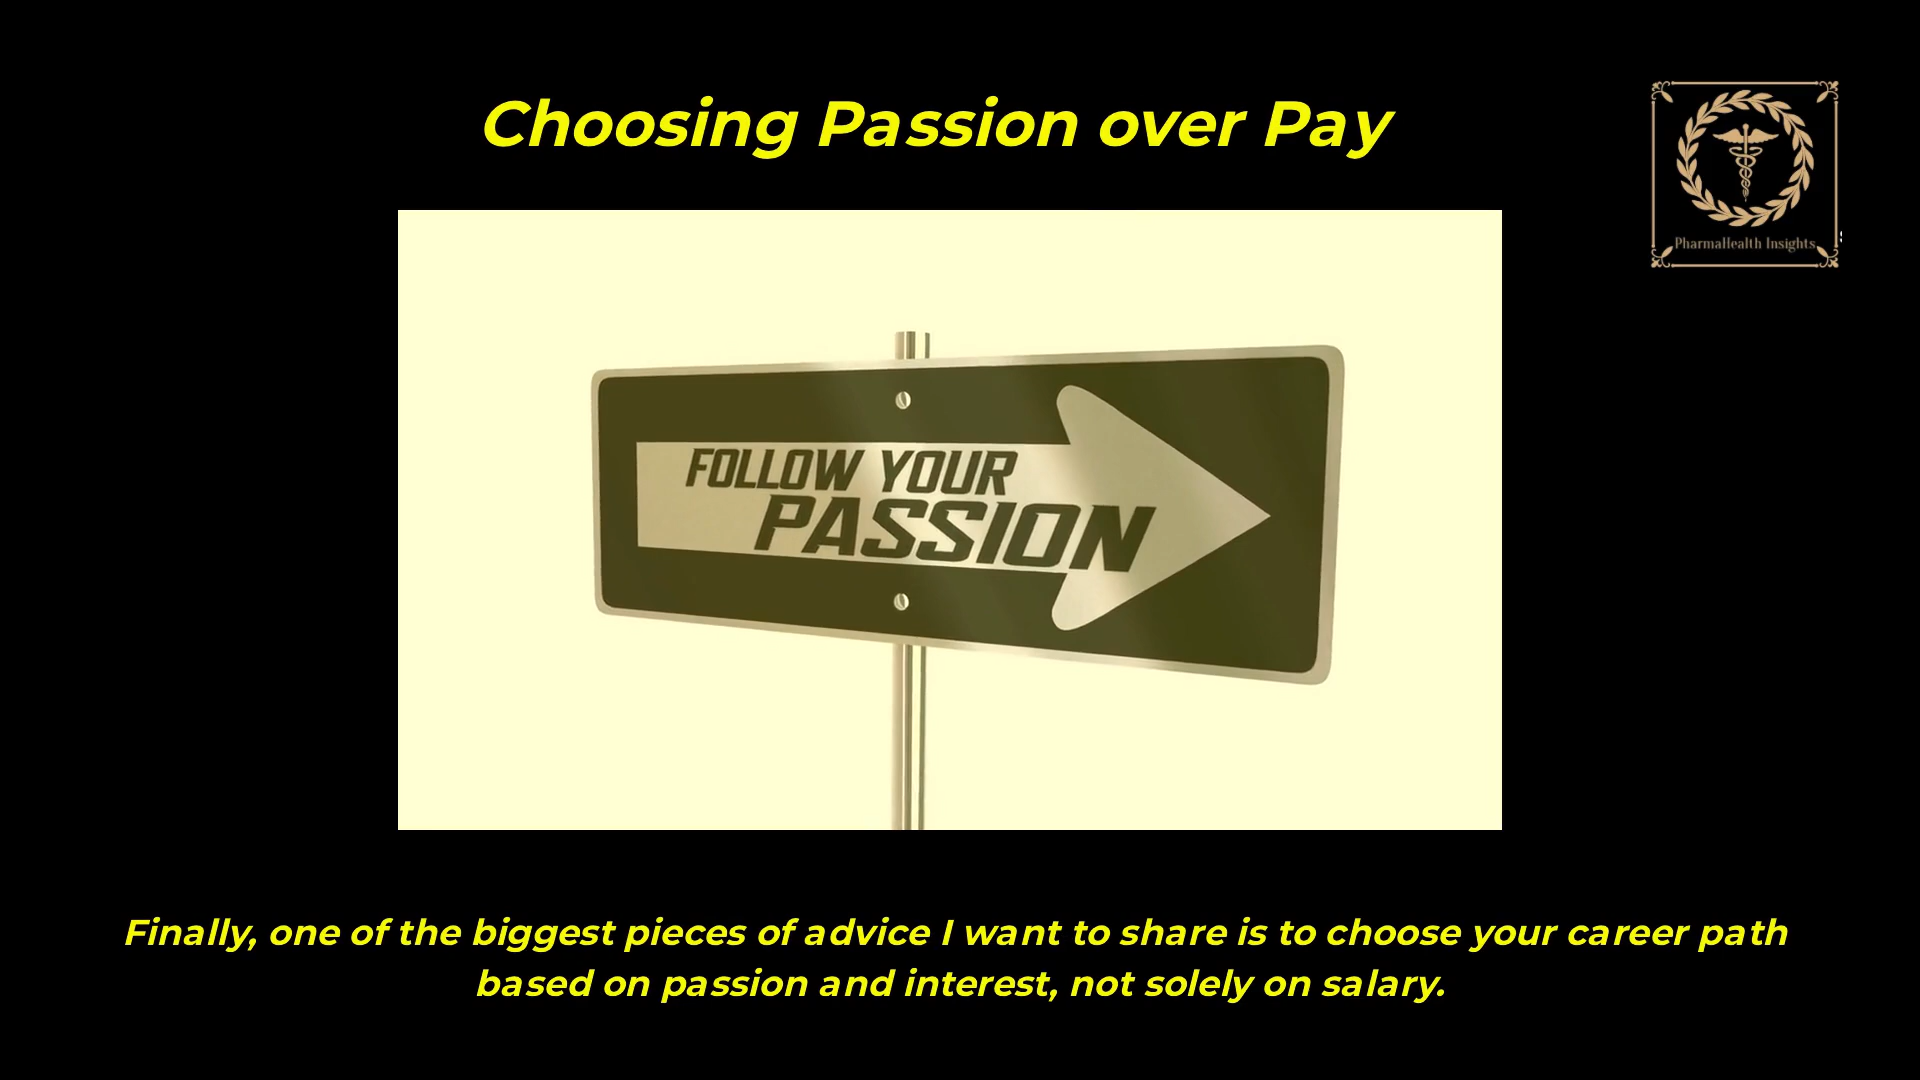 Choosing Passion over Pay
PharmaHealth Insights
FOLLOW YOUR
PASSION
Finally, one of the biggest pieces of advice I want to share is to choose your career path
based on passion and interest, not solely on salary.